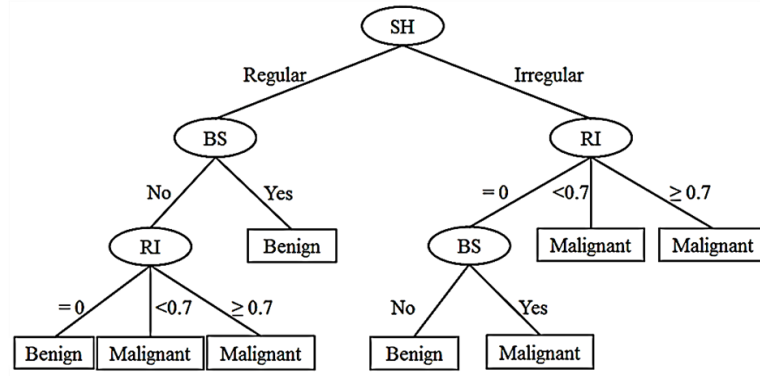 SH
Regular Irregular
BS RI
No Yes = 0 <0.7 ≥ 0.7
RI Benign BS Malignant Malignant
= 0 <0.7 ≥ 0.7 No Yes
Benign Malignant Malignant Benign Malignant